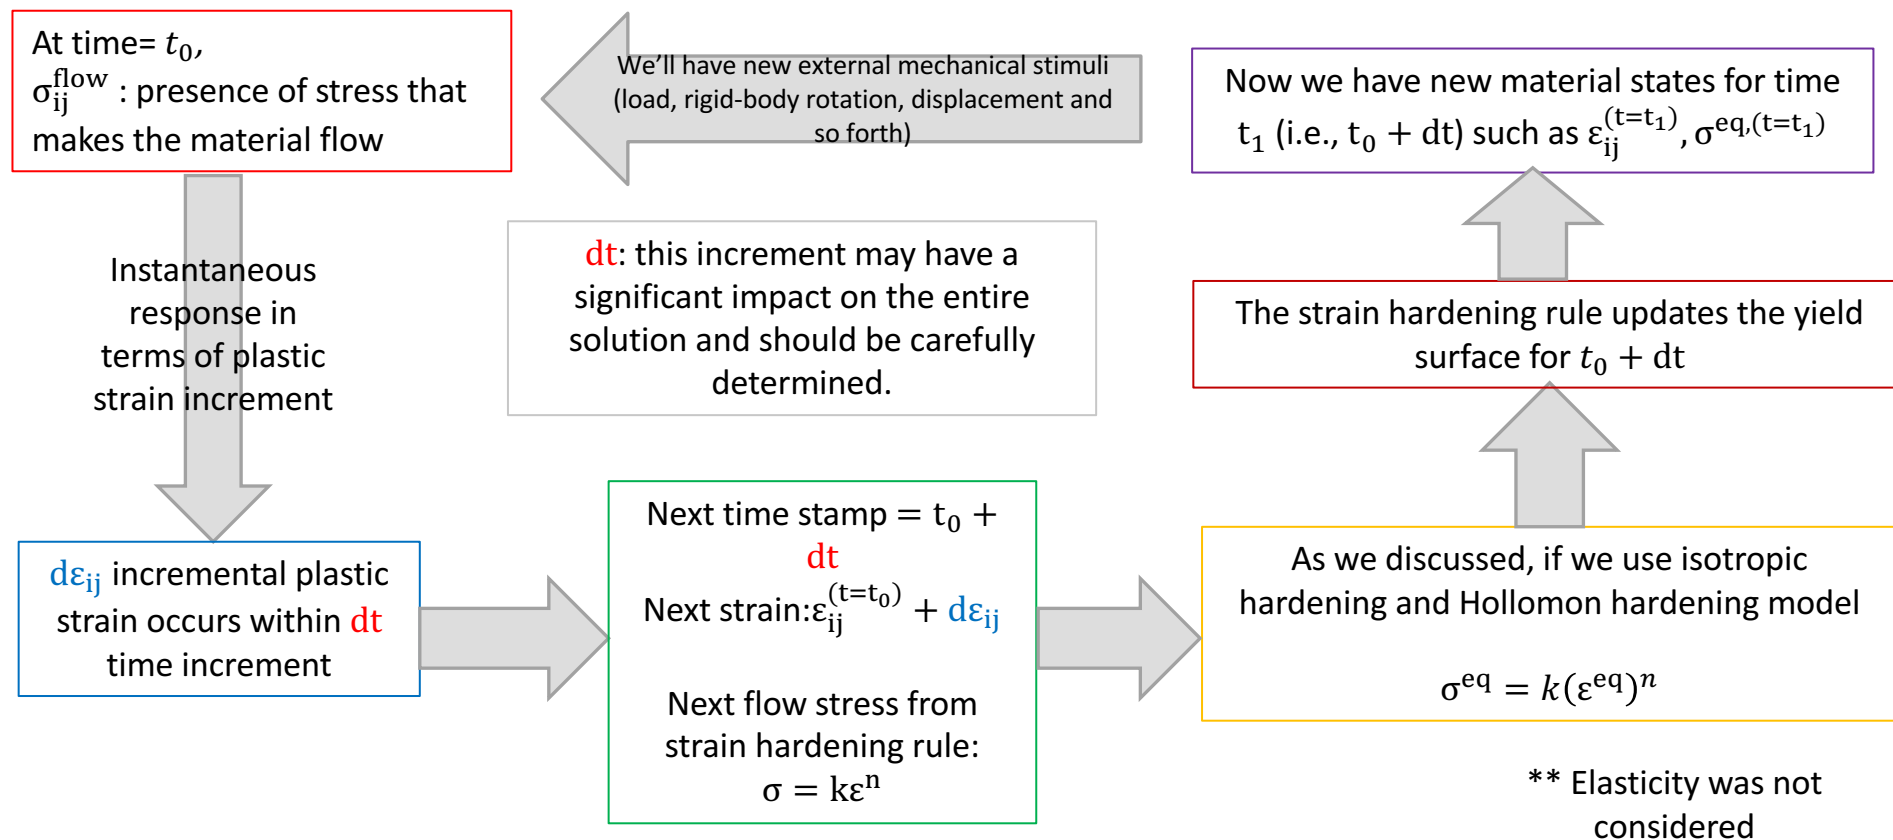 At time= t₀,
σᵢⱼ^flow : presence of stress that
makes the material flow
We’ll have new external mechanical stimuli
(load, rigid-body rotation, displacement and
so forth)
Now we have new material states for time
t₁ (i.e., t₀ + dt) such as εᵢⱼ^(t=t₁), σ^eq,(t=t₁)
Instantaneous
response in
terms of plastic
strain increment
dt: this increment may have a
significant impact on the entire
solution and should be carefully
determined.
The strain hardening rule updates the yield
surface for t₀ + dt
dεᵢⱼ incremental plastic
strain occurs within dt
time increment
Next time stamp = t₀ +
dt
Next strain:εᵢⱼ^(t=t₀) + dεᵢⱼ
Next flow stress from
strain hardening rule:
σ = kεⁿ
As we discussed, if we use isotropic
hardening and Hollomon hardening model
σ^eq = k(ε^eq)ⁿ
** Elasticity was not
considered